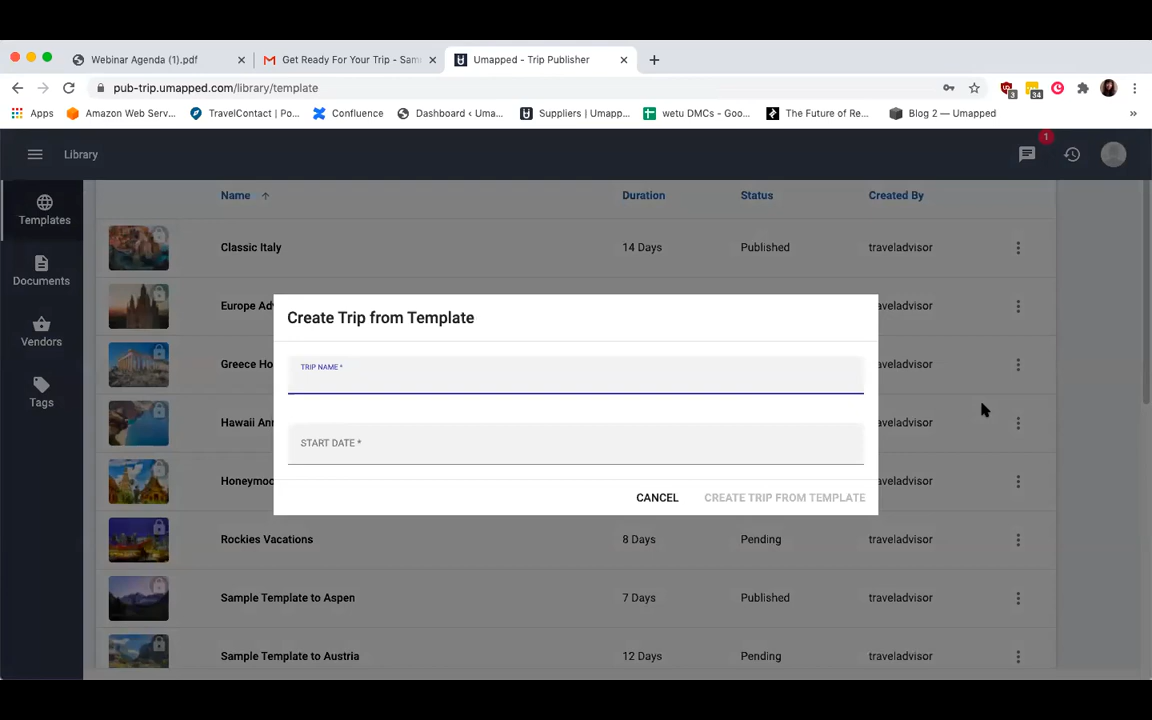 Webinar Agenda (1).pdf
Get Ready For Your Trip - Sam
Umapped - Trip Publisher
pub-trip.umapped.com/library/template
3
34
Apps
Amazon Web Serv...
TravelContact | Po...
Confluence
Dashboard ‹ Uma...
Suppliers | Umapp...
wetu DMCs - Goo...
The Future of Re...
Blog 2 — Umapped
»
Library
1
Templates
Documents
Vendors
Tags
Name Duration Status Created By
Classic Italy 14 Days Published traveladvisor
Europe Ad traveladvisor
Greece Ho traveladvisor
Hawaii Ann traveladvisor
Honeymoo traveladvisor
Rockies Vacations 8 Days Pending traveladvisor
Sample Template to Aspen 7 Days Published traveladvisor
Sample Template to Austria 12 Days Pending traveladvisor
Create Trip from Template
TRIP NAME *
START DATE *
CANCEL CREATE TRIP FROM TEMPLATE